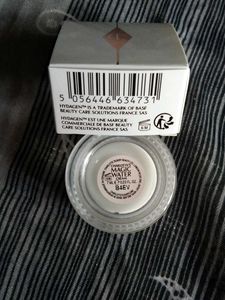 5 056446 634731
HYDAGEN™ IS A TRADEMARK OF BASF
BEAUTY CARE SOLUTIONS FRANCE SAS
HYDAGEN™ EST UNE MARQUE
COMMERCIALE DE BASF BEAUTY
CARE SOLUTIONS FRANCE SAS
MAGIC
WATER
CREAM